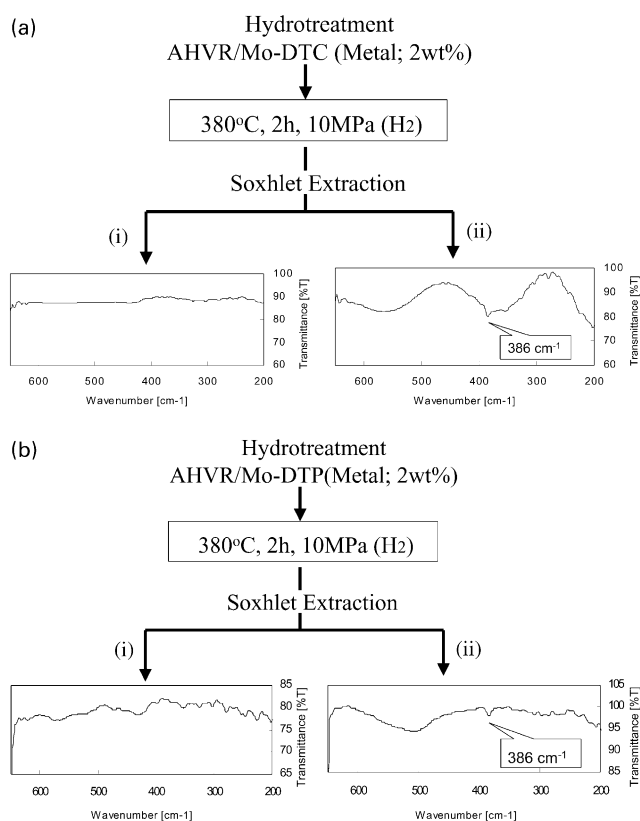 (a)
Hydrotreatment
AHVR/Mo-DTC (Metal; 2wt%)
380°C, 2h, 10MPa (H2)
Soxhlet Extraction
(i)
(ii)
100
90
80
70
60
Transmittance [%T]
600 500 400 300 200
Wavenumber [cm-1]
100
90
80
70
60
Transmittance [%T]
386 cm-1
600 500 400 300 200
Wavenumber [cm-1]
(b)
Hydrotreatment
AHVR/Mo-DTP(Metal; 2wt%)
380°C, 2h, 10MPa (H2)
Soxhlet Extraction
(i)
(ii)
85
80
75
70
65
Transmittance [%T]
600 500 400 300 200
Wavenumber [cm-1]
105
100
95
90
85
Transmittance [%T]
386 cm-1
600 500 400 300 200
Wavenumber [cm-1]